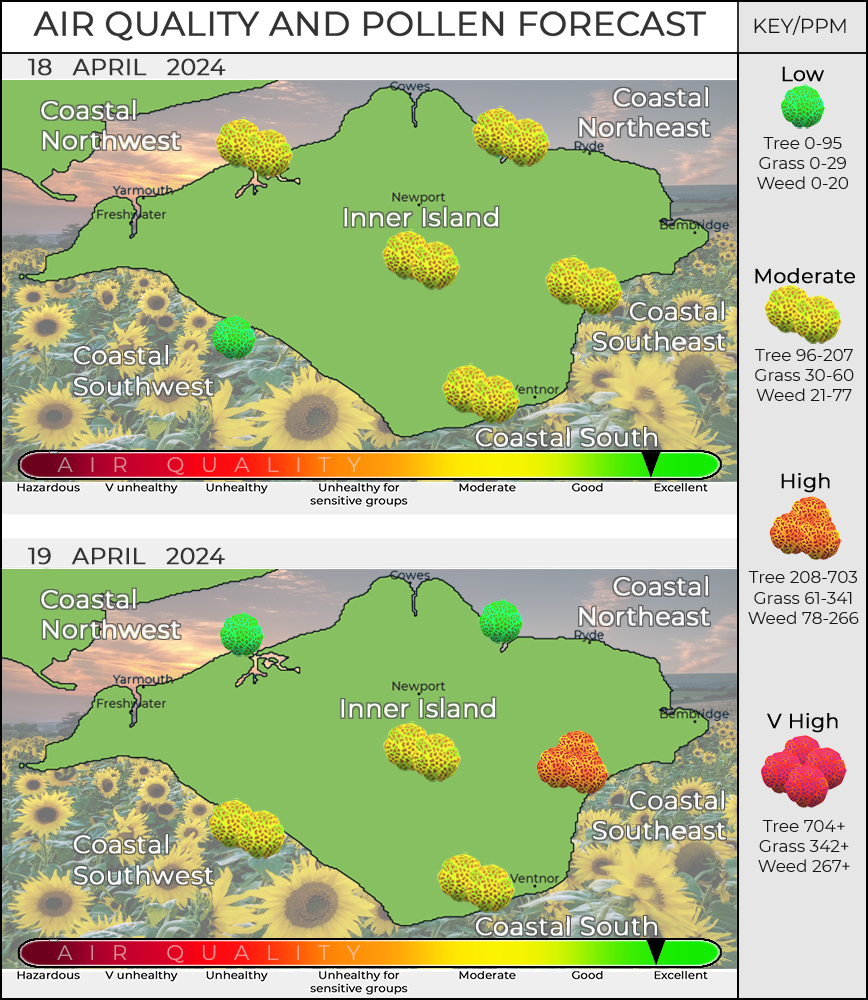 AIR QUALITY AND POLLEN FORECAST
KEY/PPM
18 APRIL 2024
Cowes
Coastal
Northwest
Coastal
Northeast
Ryde
Yarmouth
Freshwater
Newport
Inner Island
Bembridge
Coastal
Southeast
Coastal
Southwest
Ventnor
Coastal South
AIR QUALITY
Hazardous
V unhealthy
Unhealthy
Unhealthy for
sensitive groups
Moderate
Good
Excellent
19 APRIL 2024
Cowes
Coastal
Northwest
Coastal
Northeast
Ryde
Yarmouth
Freshwater
Newport
Inner Island
Bembridge
Coastal
Southeast
Coastal
Southwest
Ventnor
Coastal South
AIR QUALITY
Hazardous
V unhealthy
Unhealthy
Unhealthy for
sensitive groups
Moderate
Good
Excellent
Low
Tree 0-95
Grass 0-29
Weed 0-20
Moderate
Tree 96-207
Grass 30-60
Weed 21-77
High
Tree 208-703
Grass 61-341
Weed 78-266
V High
Tree 704+
Grass 342+
Weed 267+